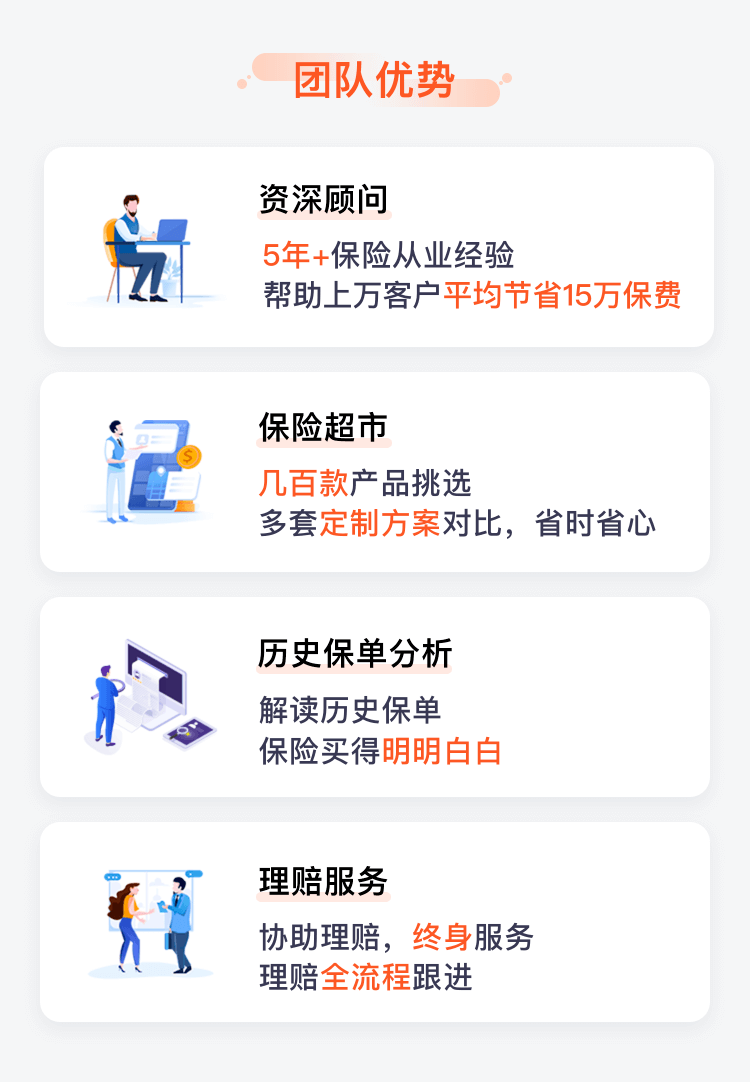 团队优势
资深顾问
5年+保险从业经验
帮助上万客户平均节省15万保费
保险超市
几百款产品挑选
多套定制方案对比，省时省心
历史保单分析
解读历史保单
保险买得明明白白
理赔服务
协助理赔，终身服务
理赔全流程跟进